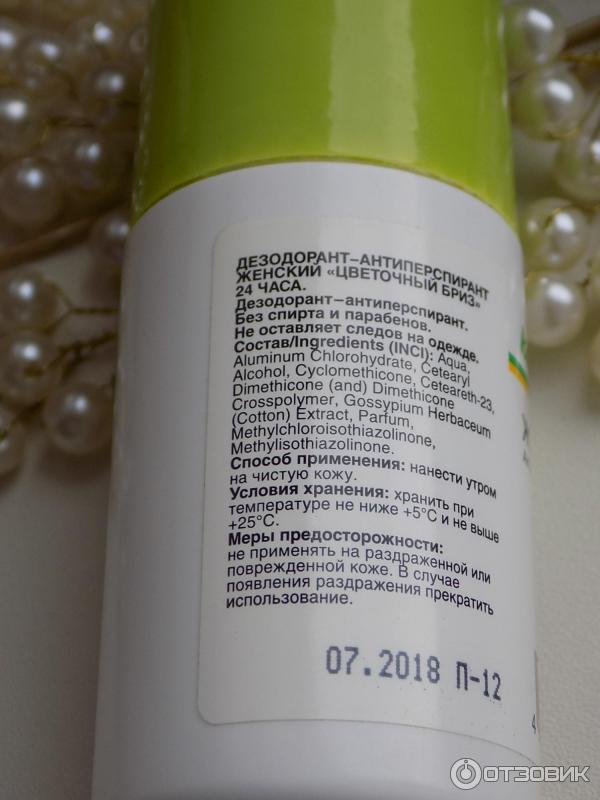 ДЕЗОДОРАНТ-АНТИПЕРСПИРАНТ
ЖЕНСКИЙ «ЦВЕТОЧНЫЙ БРИЗ»
24 ЧАСА.
Дезодорант-антиперспирант.
Без спирта и парабенов.
Не оставляет следов на одежде.
Состав/Ingredients (INCI): Aqua,
Aluminum Chlorohydrate, Cetearyl
Alcohol, Cyclomethicone, Ceteareth-23,
Dimethicone (and) Dimethicone
Crosspolymer, Gossypium Herbaceum
(Cotton) Extract, Parfum,
Methylchloroisothiazolinone,
Methylisothiazolinone.
Способ применения: нанести утром
на чистую кожу.
Условия хранения: хранить при
температуре не ниже +5°С и не выше
+25°С.
Меры предосторожности:
не применять на раздраженной или
поврежденной коже. В случае
появления раздражения прекратить
использование.
07.2018 П-12
ОТЗОВИК